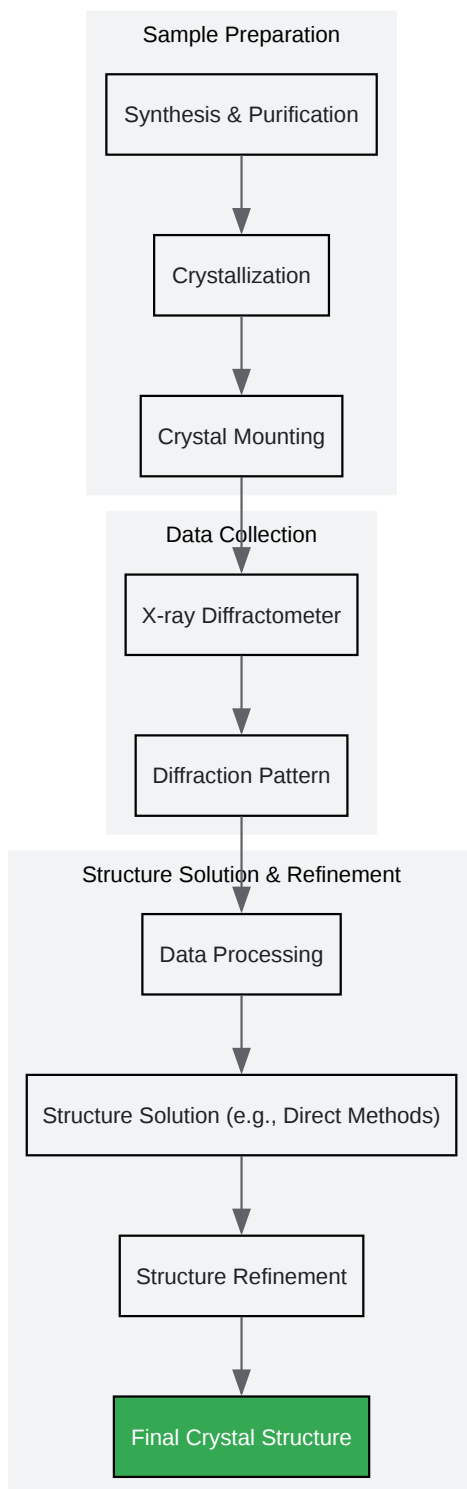 Sample Preparation
Synthesis & Purification
Crystallization
Crystal Mounting
Data Collection
X-ray Diffractometer
Diffraction Pattern
Structure Solution & Refinement
Data Processing
Structure Solution (e.g., Direct Methods)
Structure Refinement
Final Crystal Structure